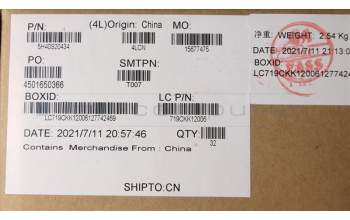 P/N: (4L)Origin: China MO:
5H40S20434 4LCN 15677475
PO: SMTPN:
4501650366 T007
BOXID: LC P/N:
LC719CKK12006127742469 719CKK12006
DATE: 2021/7/11 20:57:46 QTY:
32
Contains Merchandise From : China
SHIPTO:CN
净重: WEIGHT: 2.54 Kg
DATE: 2021/7/11 21:13:0
BOXID:
LC719CKK1200612774
PASS